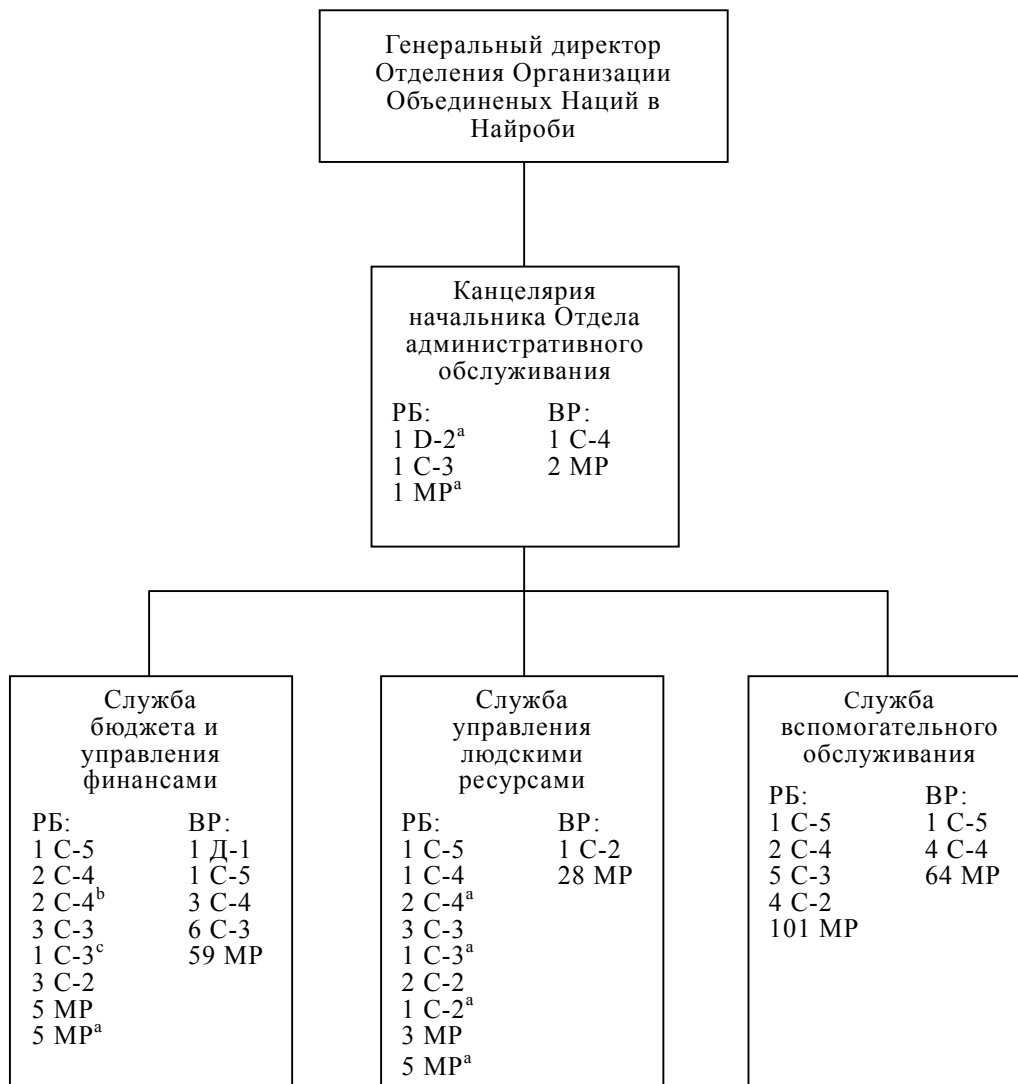 Генеральный директор
Отделения Организации
Объединеных Наций в
Найроби
Канцелярия
начальника Отдела
административного
обслуживания
РБ: ВР:
1 D-2ᵃ 1 С-4
1 С-3 2 МР
1 МРᵃ
Служба
бюджета и
управления
финансами
РБ: ВР:
1 С-5 1 Д-1
2 С-4 1 С-5
2 С-4ᵇ 3 С-4
3 С-3 6 С-3
1 С-3ᶜ 59 МР
3 С-2
5 МР
5 МРᵃ
Служба
управления
людскими
ресурсами
РБ: ВР:
1 С-5 1 С-2
1 С-4 28 МР
2 С-4ᵃ
3 С-3
1 С-3ᵃ
2 С-2
1 С-2ᵃ
3 МР
5 МРᵃ
Служба
вспомогательного
обслуживания
РБ: ВР:
1 С-5 1 С-5
2 С-4 4 С-4
5 С-3 64 МР
4 С-2
101 МР